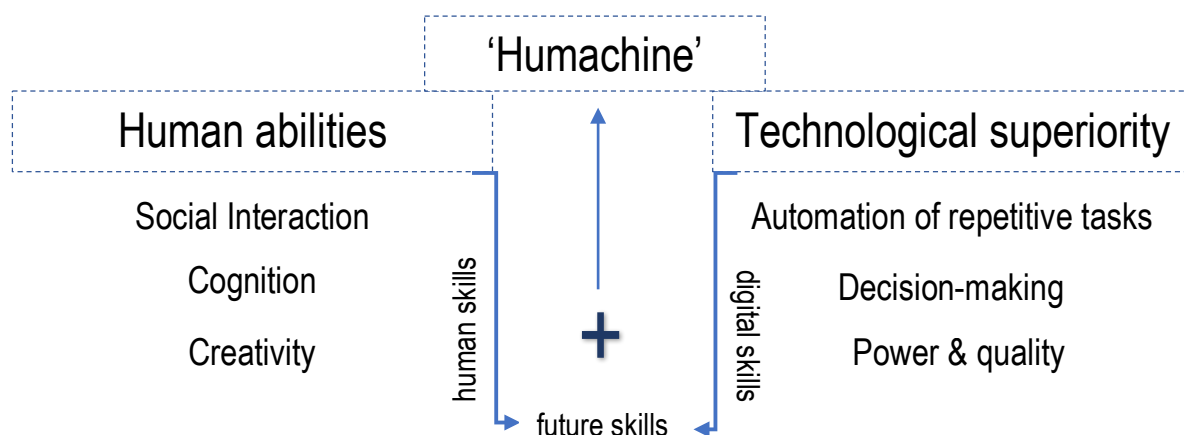 ‘Humachine’
Human abilities
Technological superiority
Social Interaction
Cognition
Creativity
human skills
digital skills
Automation of repetitive tasks
Decision-making
Power & quality
+
future skills